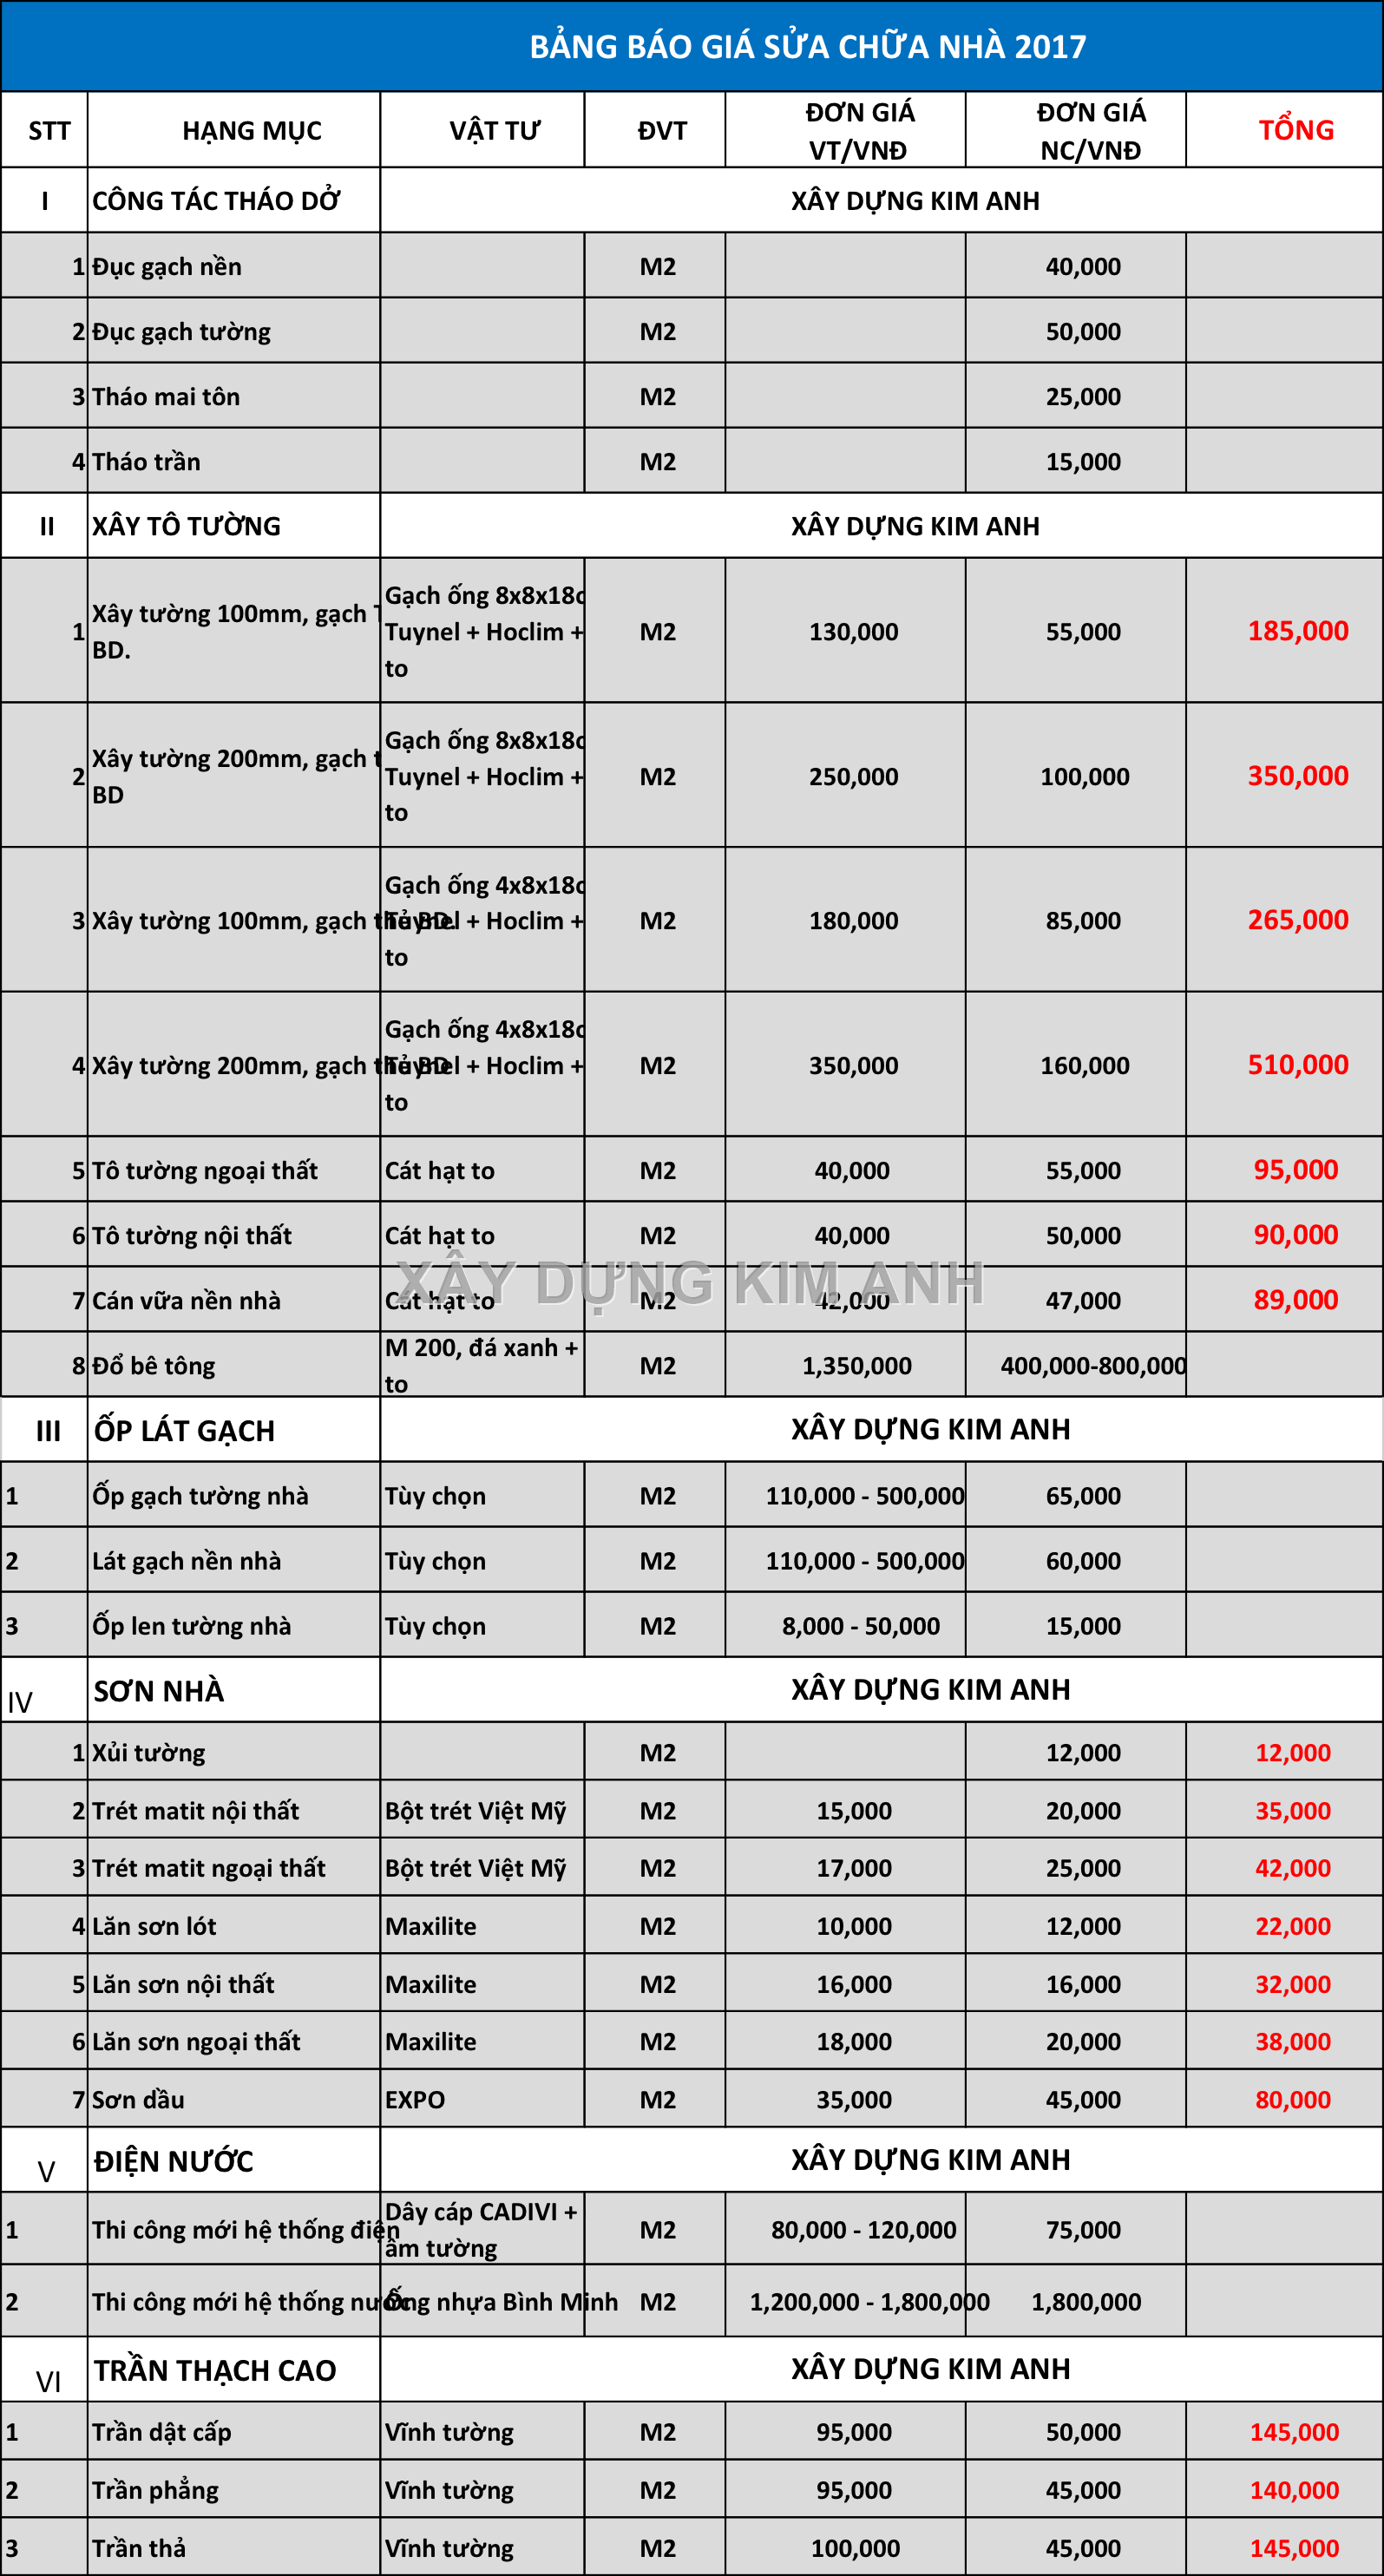 BẢNG BÁO GIÁ SỬA CHỮA NHÀ 2017
STT HẠNG MỤC VẬT TƯ ĐVT ĐƠN GIÁ VT/VNĐ ĐƠN GIÁ NC/VNĐ TỔNG
I CÔNG TÁC THÁO DỞ XÂY DỰNG KIM ANH
1 Đục gạch nền M2 40,000
2 Đục gạch tường M2 50,000
3 Tháo mai tôn M2 25,000
4 Tháo trần M2 15,000
II XÂY TÔ TƯỜNG XÂY DỰNG KIM ANH
1 Xây tường 100mm, gạch T BD. Gạch ống 8x8x18c Tuynel + Hoclim + to M2 130,000 55,000 185,000
2 Xây tường 200mm, gạch t BD Gạch ống 8x8x18c Tuynel + Hoclim + to M2 250,000 100,000 350,000
3 Xây tường 100mm, gạch thẻ BD. Gạch ống 4x8x18c Tuynel + Hoclim + to M2 180,000 85,000 265,000
4 Xây tường 200mm, gạch thẻ BD Gạch ống 4x8x18c Tuynel + Hoclim + to M2 350,000 160,000 510,000
5 Tô tường ngoại thất Cát hạt to M2 40,000 55,000 95,000
6 Tô tường nội thất Cát hạt to M2 40,000 50,000 90,000
XÂY DỰNG KIM ANH
7 Cán vữa nền nhà Cát hạt to M2 42,000 47,000 89,000
8 Đổ bê tông M 200, đá xanh + to M2 1,350,000 400,000-800,000
III ỐP LÁT GẠCH XÂY DỰNG KIM ANH
1 Ốp gạch tường nhà Tùy chọn M2 110,000 - 500,000 65,000
2 Lát gạch nền nhà Tùy chọn M2 110,000 - 500,000 60,000
3 Ốp len tường nhà Tùy chọn M2 8,000 - 50,000 15,000
IV SƠN NHÀ XÂY DỰNG KIM ANH
1 Xủi tường M2 12,000 12,000
2 Trét matit nội thất Bột trét Việt Mỹ M2 15,000 20,000 35,000
3 Trét matit ngoại thất Bột trét Việt Mỹ M2 17,000 25,000 42,000
4 Lăn sơn lót Maxilite M2 10,000 12,000 22,000
5 Lăn sơn nội thất Maxilite M2 16,000 16,000 32,000
6 Lăn sơn ngoại thất Maxilite M2 18,000 20,000 38,000
7 Sơn dầu EXPO M2 35,000 45,000 80,000
V ĐIỆN NƯỚC XÂY DỰNG KIM ANH
1 Thi công mới hệ thống điện Dây cáp CADIVI + âm tường M2 80,000 - 120,000 75,000
2 Thi công mới hệ thống nước Ống nhựa Bình Minh M2 1,200,000 - 1,800,000 1,800,000
VI TRẦN THẠCH CAO XÂY DỰNG KIM ANH
1 Trần dật cấp Vĩnh tường M2 95,000 50,000 145,000
2 Trần phẳng Vĩnh tường M2 95,000 45,000 140,000
3 Trần thả Vĩnh tường M2 100,000 45,000 145,000